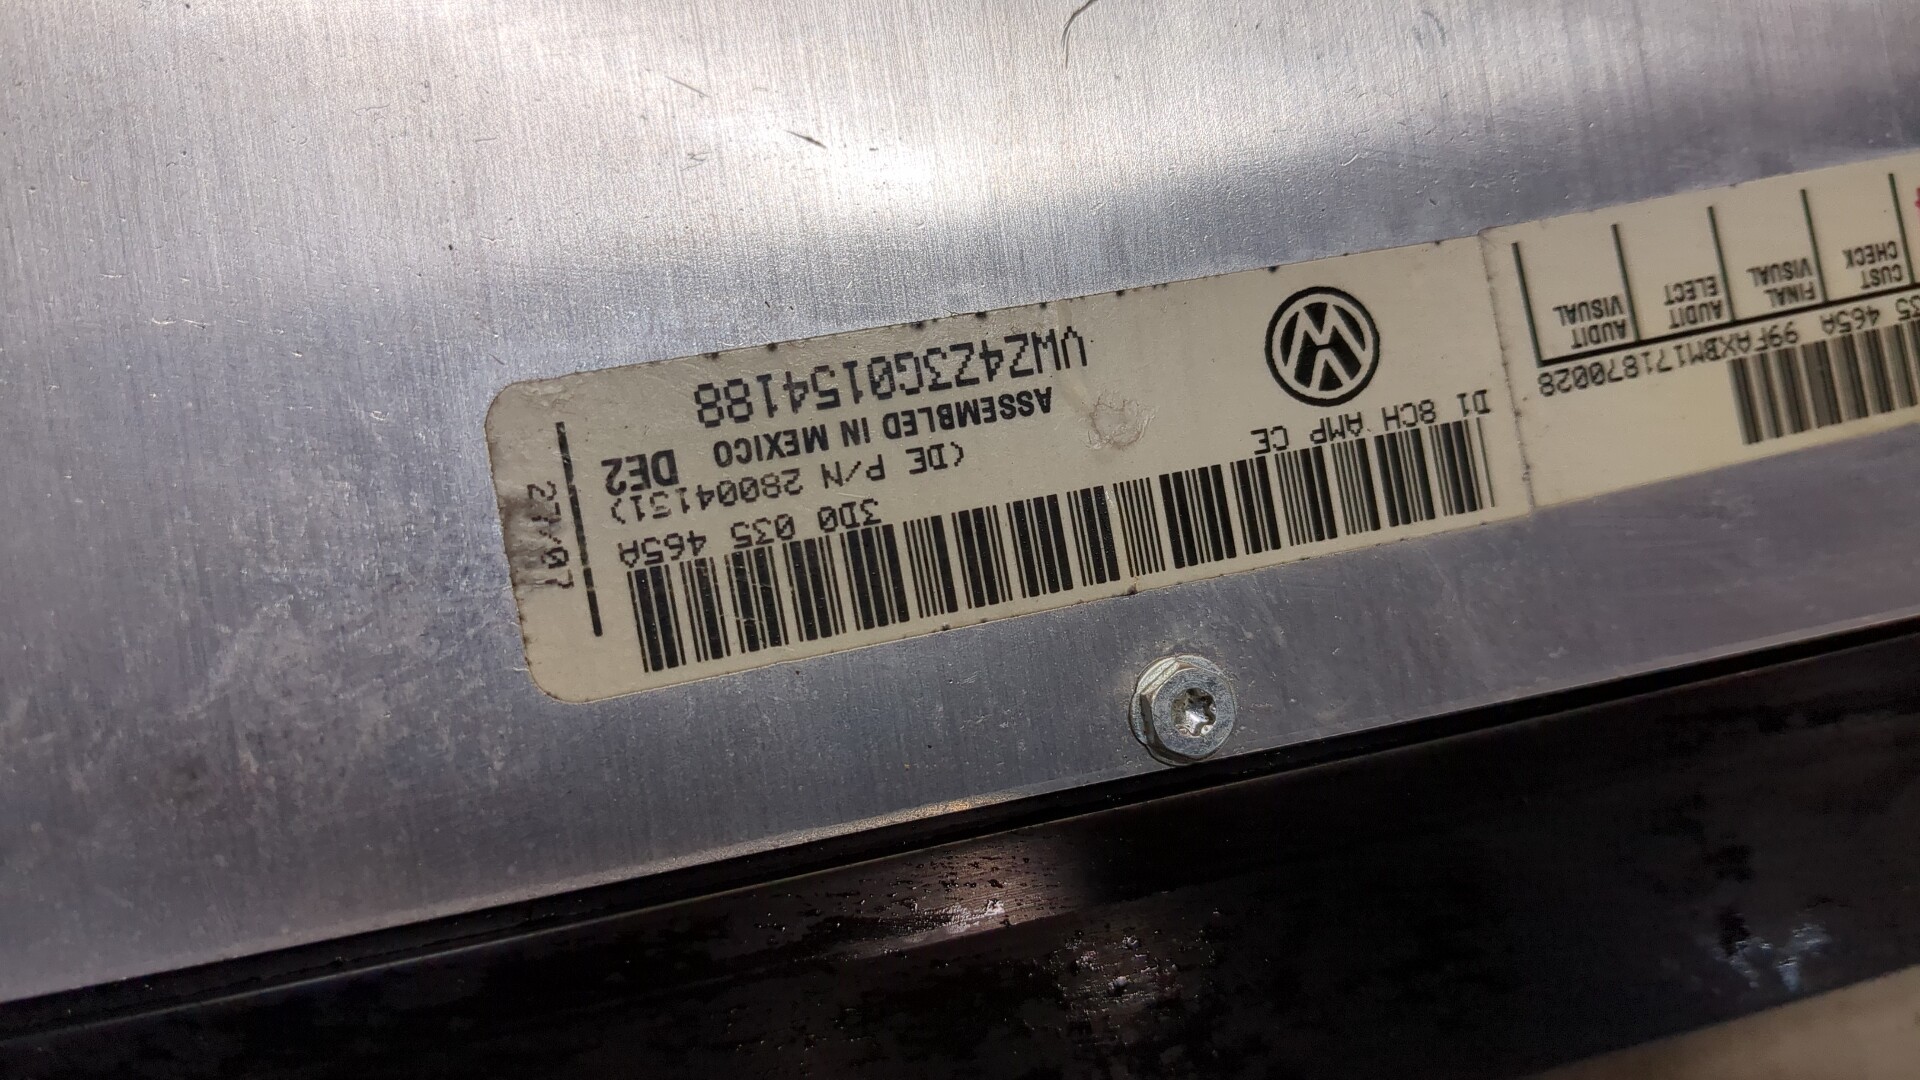 35 465A 99FAXBM171870028
CUST
CHECK
FINAL
VISUAL
AUDIT
ELECT
AUDIT
VISUAL
D1 8CH AMP CE
3D0 035 465A
(DE P/N 28004131)
ASSEMBLED IN MEXICO DE2
VWZ4Z3G0154188
27/07